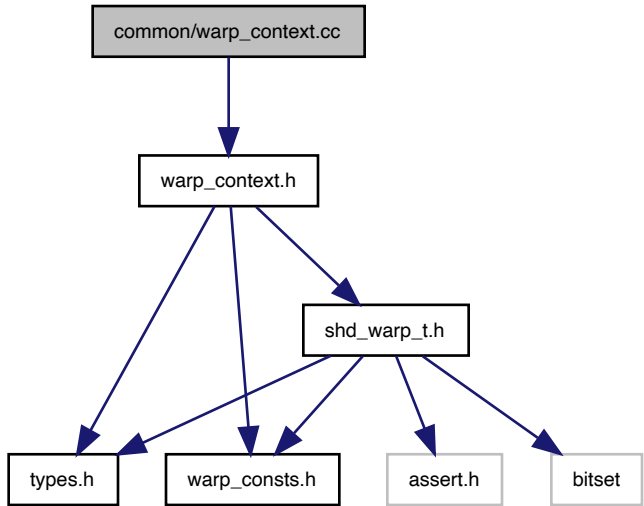 common/warp_context.cc
warp_context.h
shd_warp_t.h
types.h
warp_consts.h
assert.h
bitset